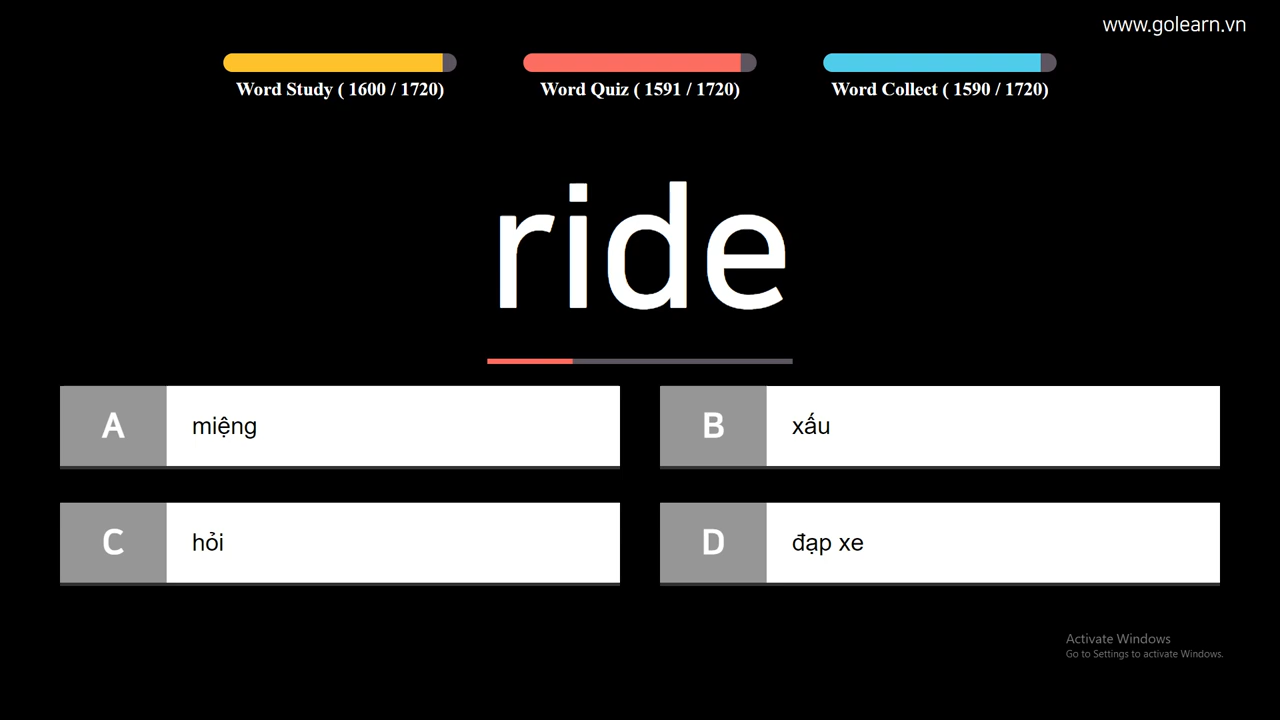 www.golearn.vn
Word Study ( 1600 / 1720)
Word Quiz ( 1591 / 1720)
Word Collect ( 1590 / 1720)
ride
A miệng
B xấu
C hỏi
D đạp xe
Activate Windows
Go to Settings to activate Windows.